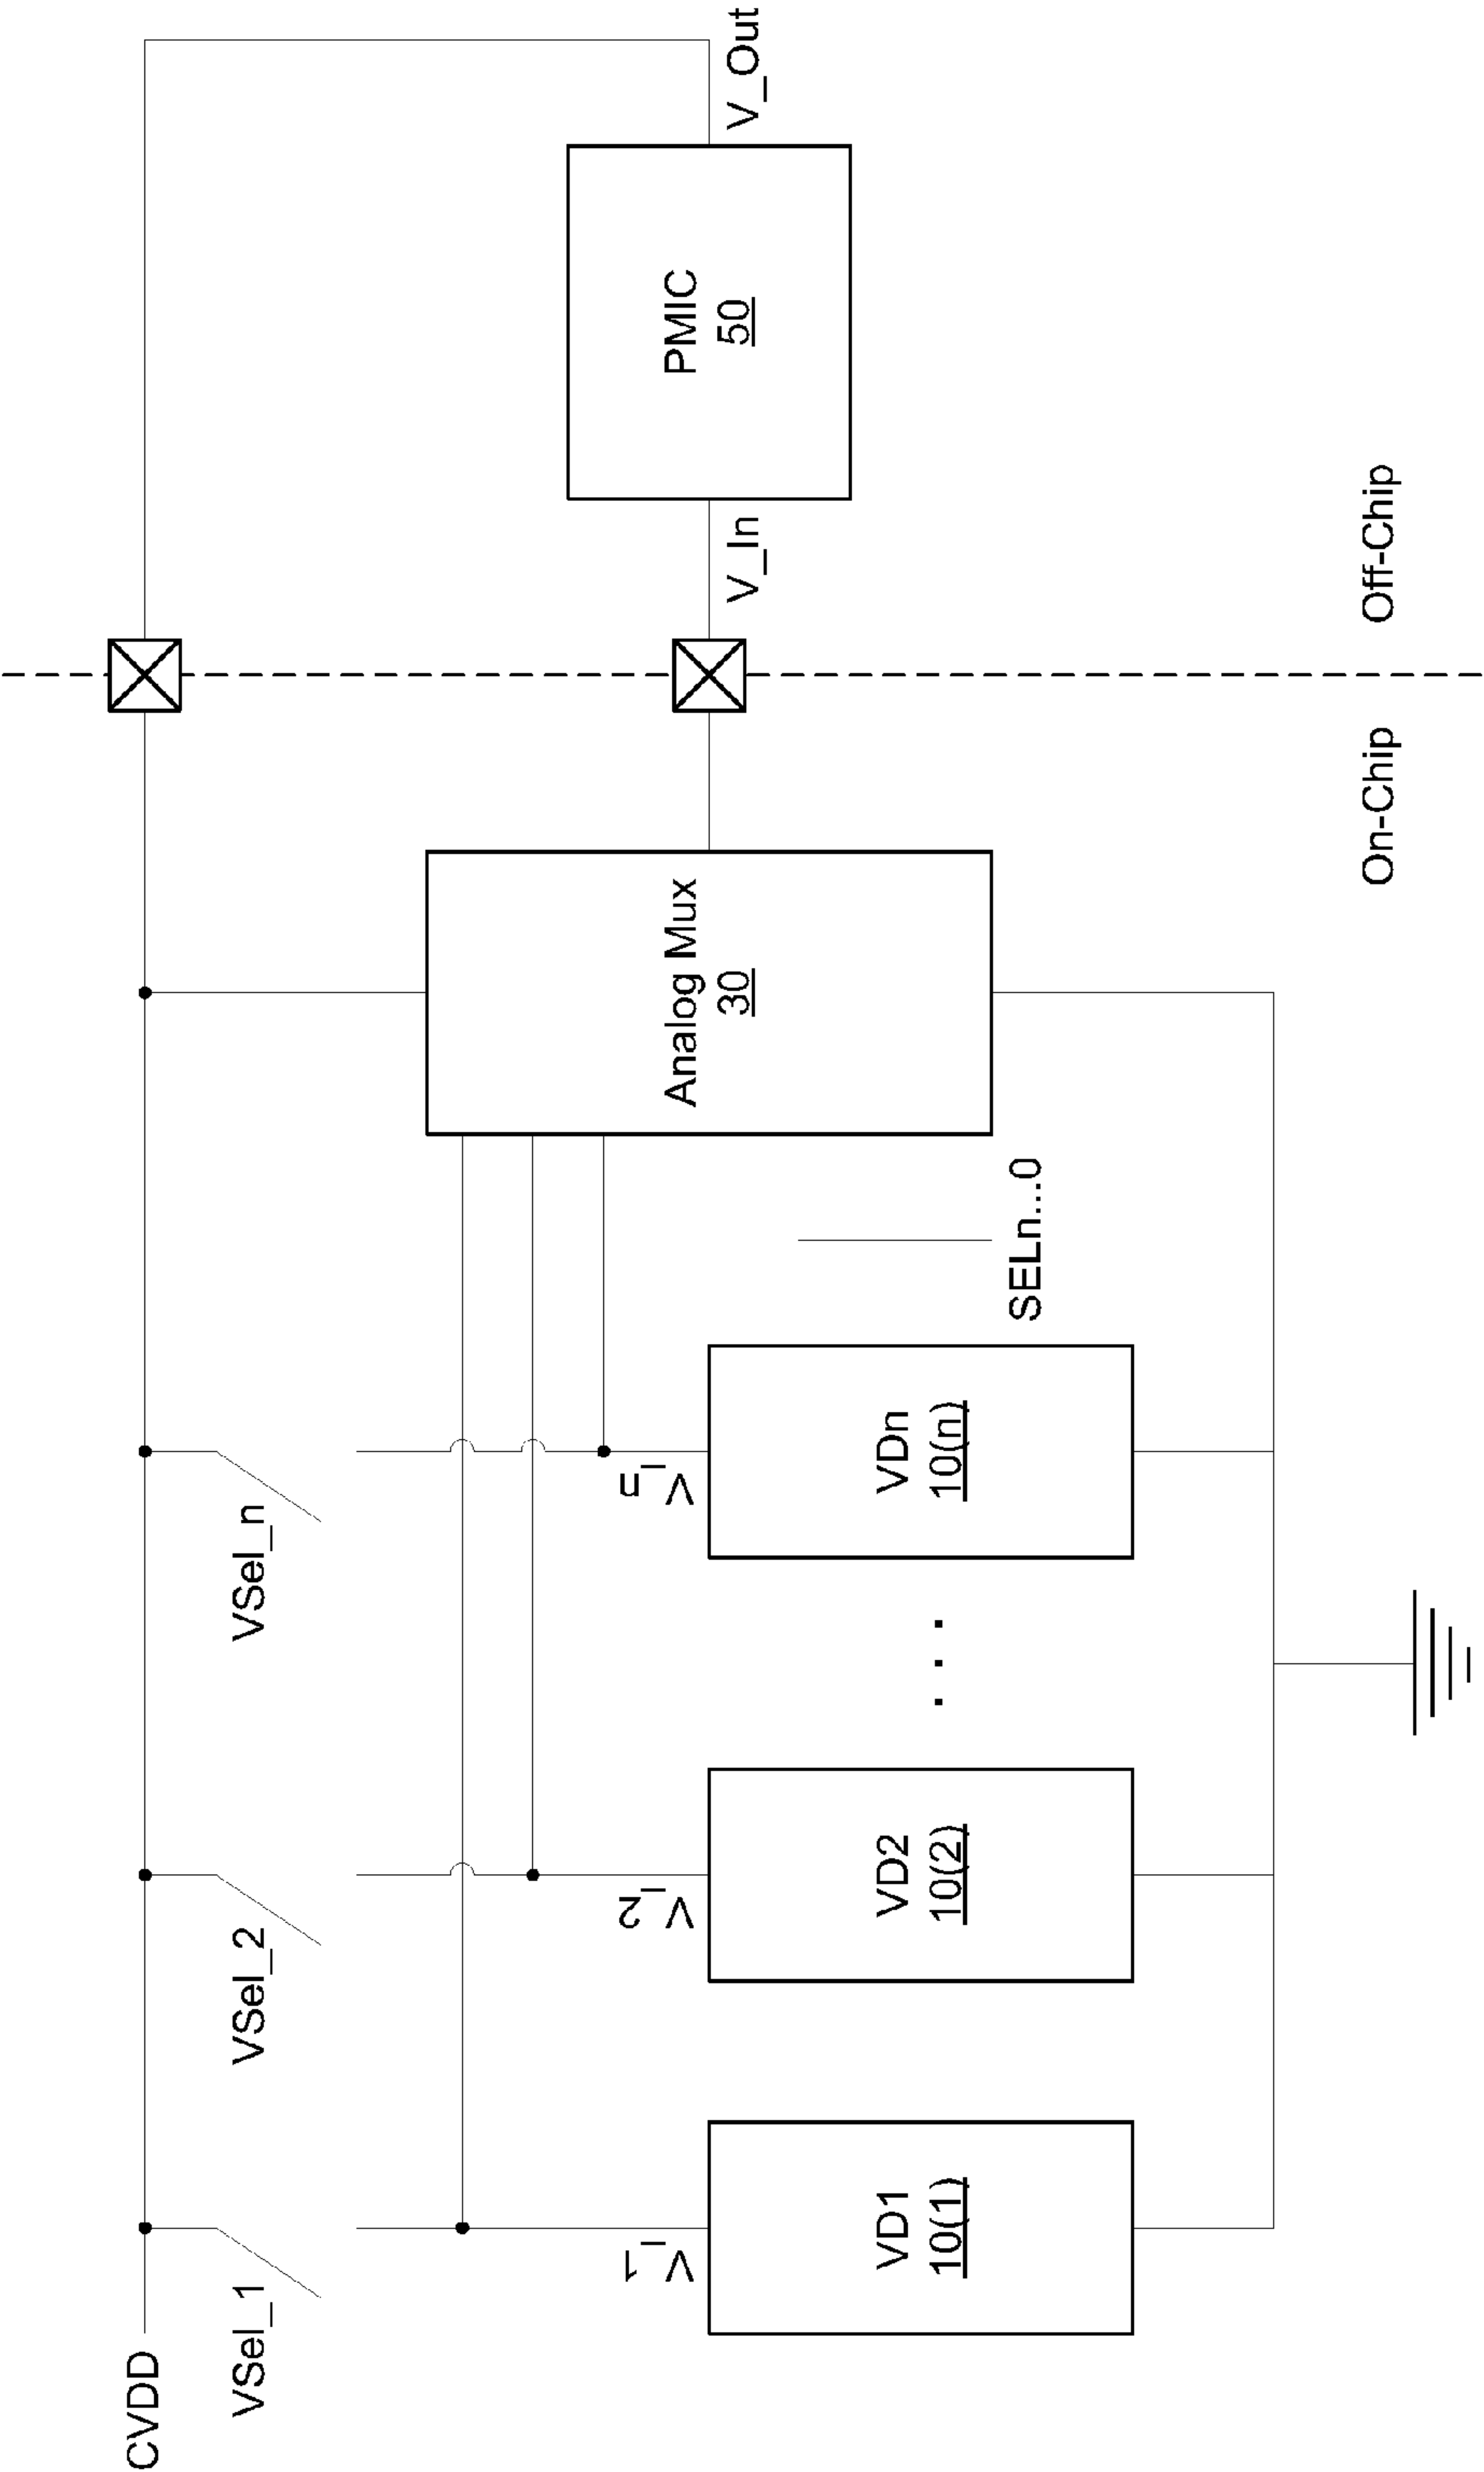 CVDD
VSel_1
VSel_2
VSel_n
V_1
V_2
V_n
VD1
10(1)
VD2
10(2)
. . .
VDn
10(n)
SELn...0
Analog Mux
30
V_In
PMIC
50
V_Out
On-Chip
Off-Chip